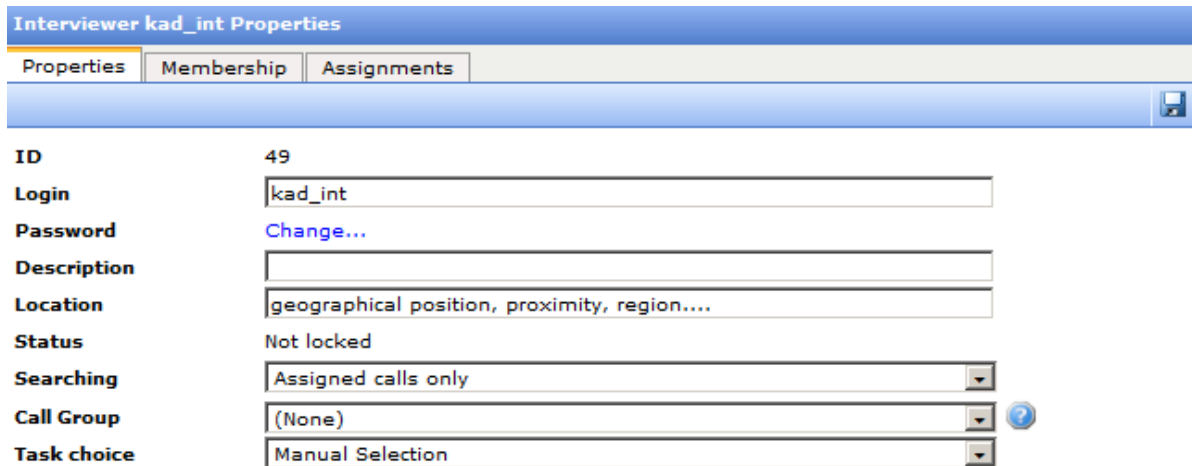 Interviewer kad_int Properties
Properties Membership Assignments
ID 49
Login kad_int
Password Change...
Description
Location geographical position, proximity, region....
Status Not locked
Searching Assigned calls only
Call Group (None) ?
Task choice Manual Selection